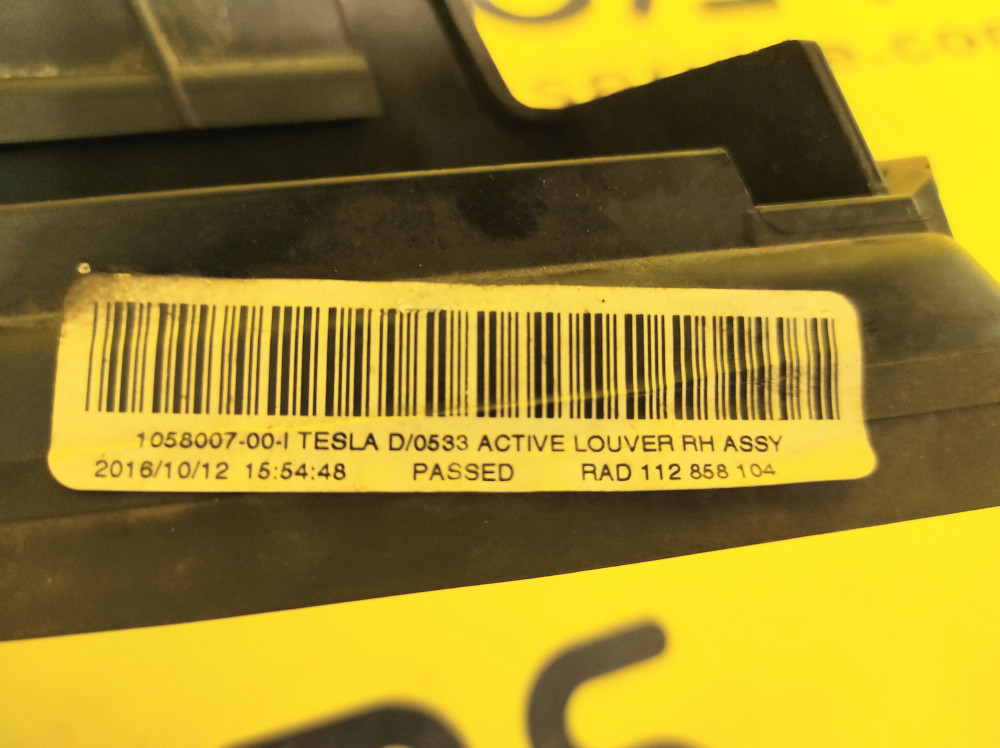 1058007-00-I TESLA D/0533 ACTIVE LOUVER RH ASSY
2016/10/12 15:54:48 PASSED RAD 112 858 104